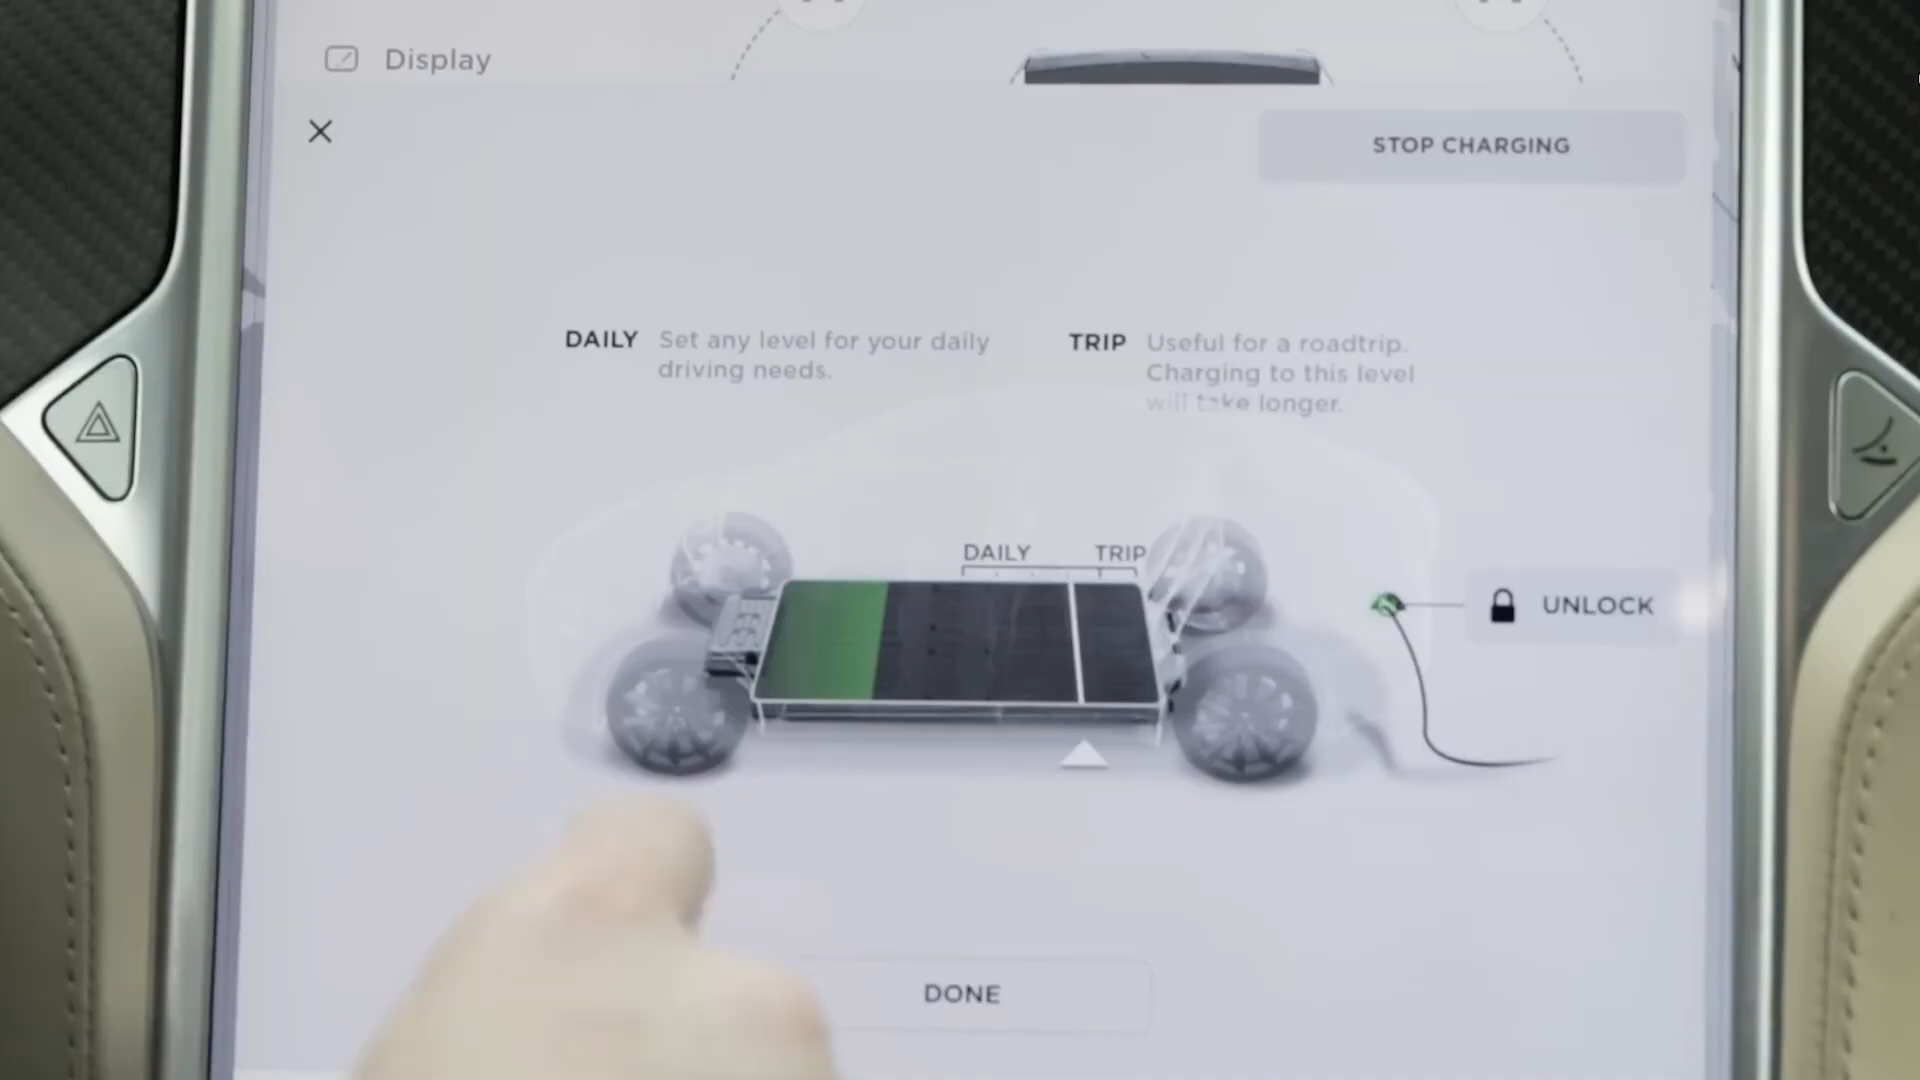 Display
STOP CHARGING
DAILY
Set any level for your daily
driving needs.
TRIP
Useful for a roadtrip.
Charging to this level
will take longer.
DAILY
TRIP
UNLOCK
DONE